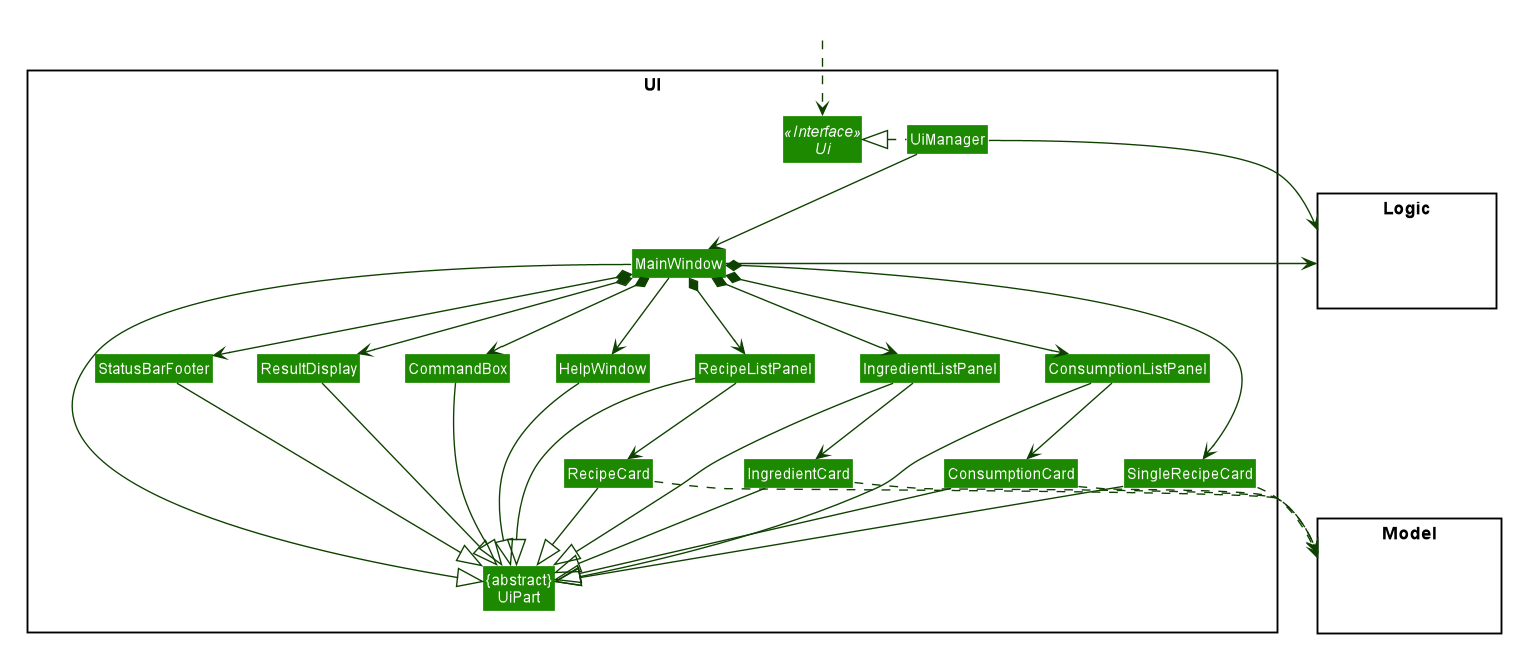 UI
«Interface»
Ui
UiManager
Logic
MainWindow
StatusBarFooter
ResultDisplay
CommandBox
HelpWindow
RecipeListPanel
IngredientListPanel
ConsumptionListPanel
RecipeCard
IngredientCard
ConsumptionCard
SingleRecipeCard
Model
{abstract}
UiPart